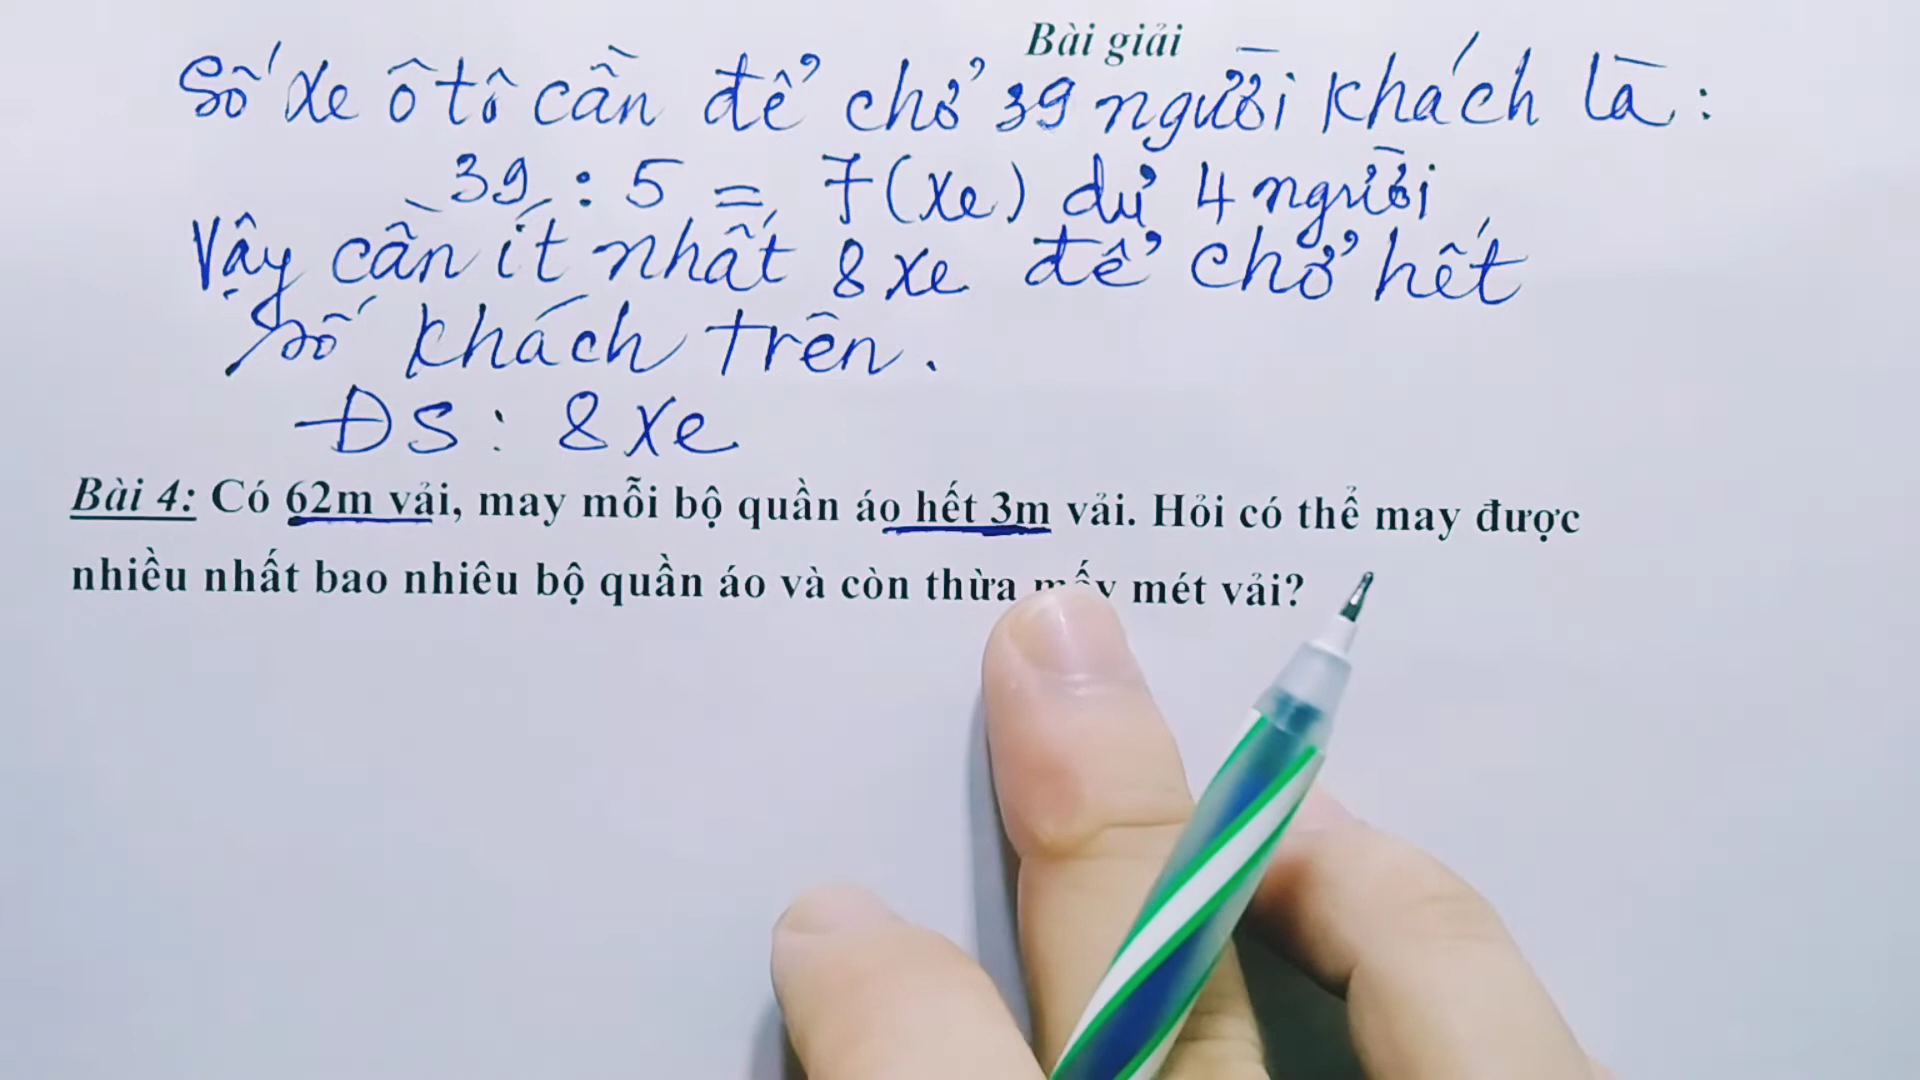 Bài giải
Số xe ô tô cần để chở 39 người khách là:
39 : 5 = 7 (xe) dư 4 người
Vậy cần ít nhất 8 xe để chở hết
số khách trên.
ĐS: 8 xe
Bài 4: Có 62m vải, may mỗi bộ quần áo hết 3m vải. Hỏi có thể may được
nhiều nhất bao nhiêu bộ quần áo và còn thừa mấy mét vải?